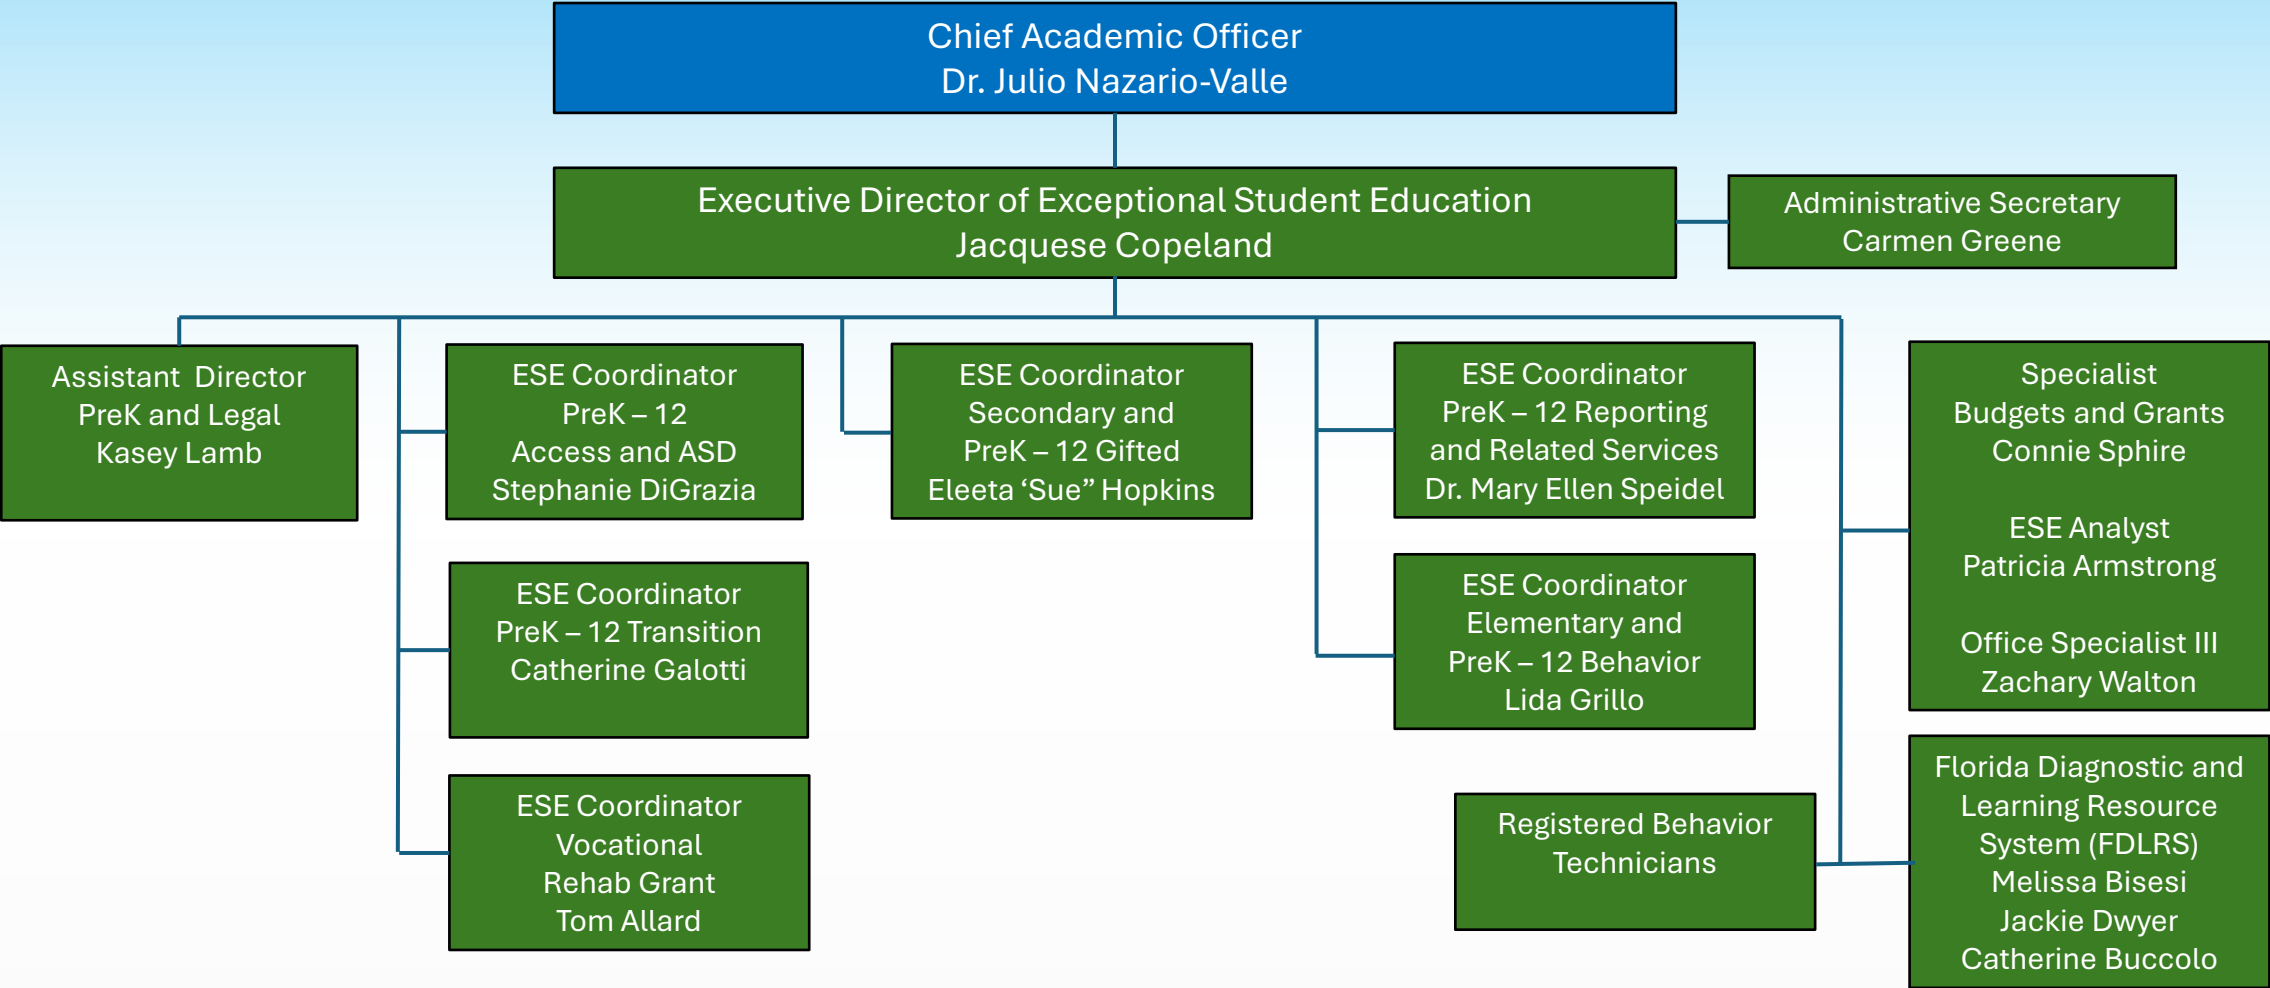 Chief Academic Officer
Dr. Julio Nazario-Valle
Executive Director of Exceptional Student Education
Jacquese Copeland
Administrative Secretary
Carmen Greene
Assistant  Director
PreK and Legal
Kasey Lamb
ESE Coordinator
PreK – 12
Access and ASD
Stephanie DiGrazia
ESE Coordinator
Secondary and
PreK – 12 Gifted
Eleeta ‘Sue” Hopkins
ESE Coordinator
PreK – 12 Reporting
and Related Services
Dr. Mary Ellen Speidel
Specialist
Budgets and Grants
Connie Sphire
ESE Analyst
Patricia Armstrong
Office Specialist III
Zachary Walton
ESE Coordinator
PreK – 12 Transition
Catherine Galotti
ESE Coordinator
Elementary and
PreK – 12 Behavior
Lida Grillo
ESE Coordinator
Vocational
Rehab Grant
Tom Allard
Registered Behavior
Technicians
Florida Diagnostic and
Learning Resource
System (FDLRS)
Melissa Bisesi
Jackie Dwyer
Catherine Buccolo